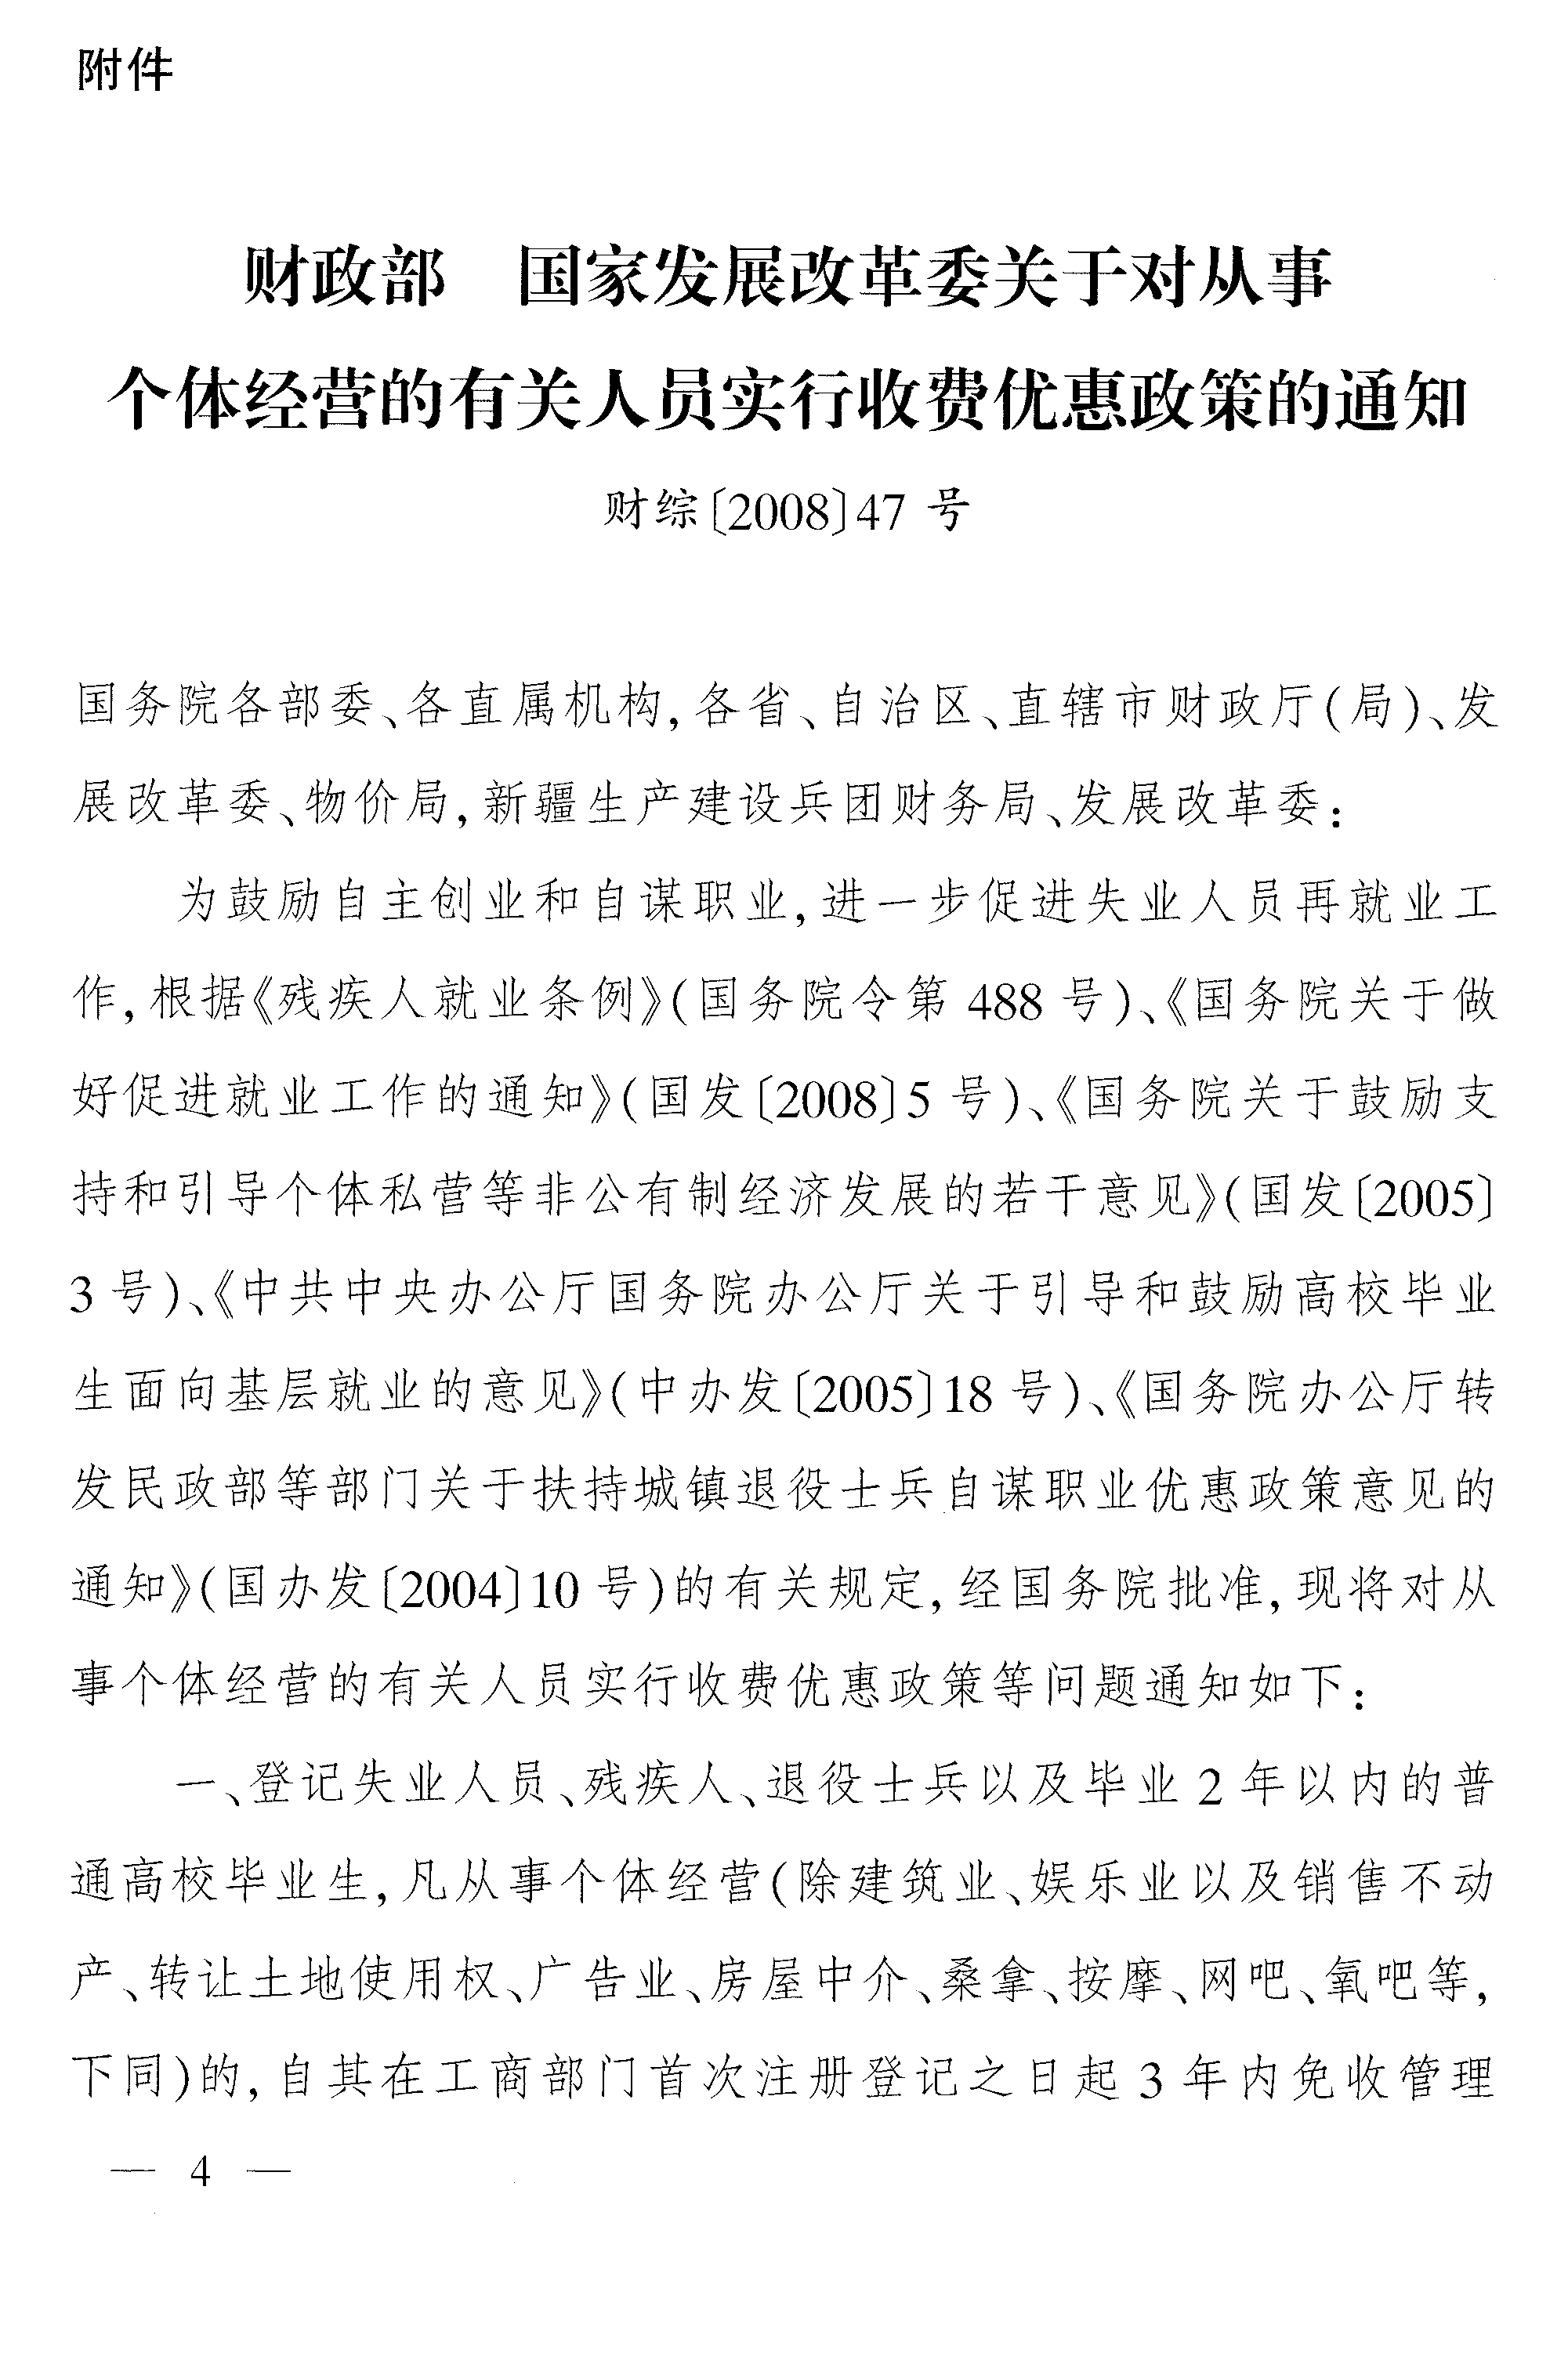 附件
财政部 国家发展改革委关于对从事
个体经营的有关人员实行收费优惠政策的通知
财综〔2008〕47 号
国务院各部委、各直属机构,各省、自治区、直辖市财政厅(局)、发
展改革委、物价局,新疆生产建设兵团财务局、发展改革委:
为鼓励自主创业和自谋职业,进一步促进失业人员再就业工
作,根据《残疾人就业条例》(国务院令第 488 号)、《国务院关于做
好促进就业工作的通知》(国发〔2008〕5 号)、《国务院关于鼓励支
持和引导个体私营等非公有制经济发展的若干意见》(国发〔2005〕
3 号)、《中共中央办公厅国务院办公厅关于引导和鼓励高校毕业
生面向基层就业的意见》(中办发〔2005〕18 号)、《国务院办公厅转
发民政部等部门关于扶持城镇退役士兵自谋职业优惠政策意见的
通知》(国办发〔2004〕10 号)的有关规定,经国务院批准,现将对从
事个体经营的有关人员实行收费优惠政策等问题通知如下:
一、登记失业人员、残疾人、退役士兵以及毕业 2 年以内的普
通高校毕业生,凡从事个体经营(除建筑业、娱乐业以及销售不动
产、转让土地使用权、广告业、房屋中介、桑拿、按摩、网吧、氧吧等,
下同)的,自其在工商部门首次注册登记之日起 3 年内免收管理
— 4 —